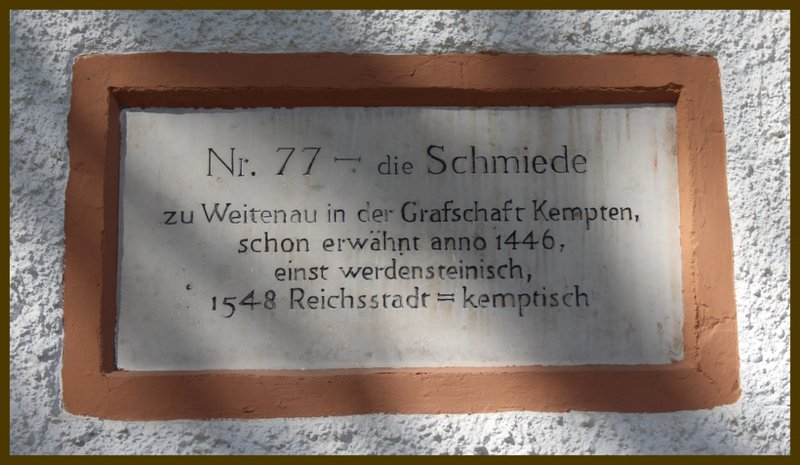 Nr. 77 – die Schmiede
zu Weitenau in der Grafschaft Kempten,
schon erwähnt anno 1446,
einst werdensteinisch,
1548 Reichsstadt = kemptisch